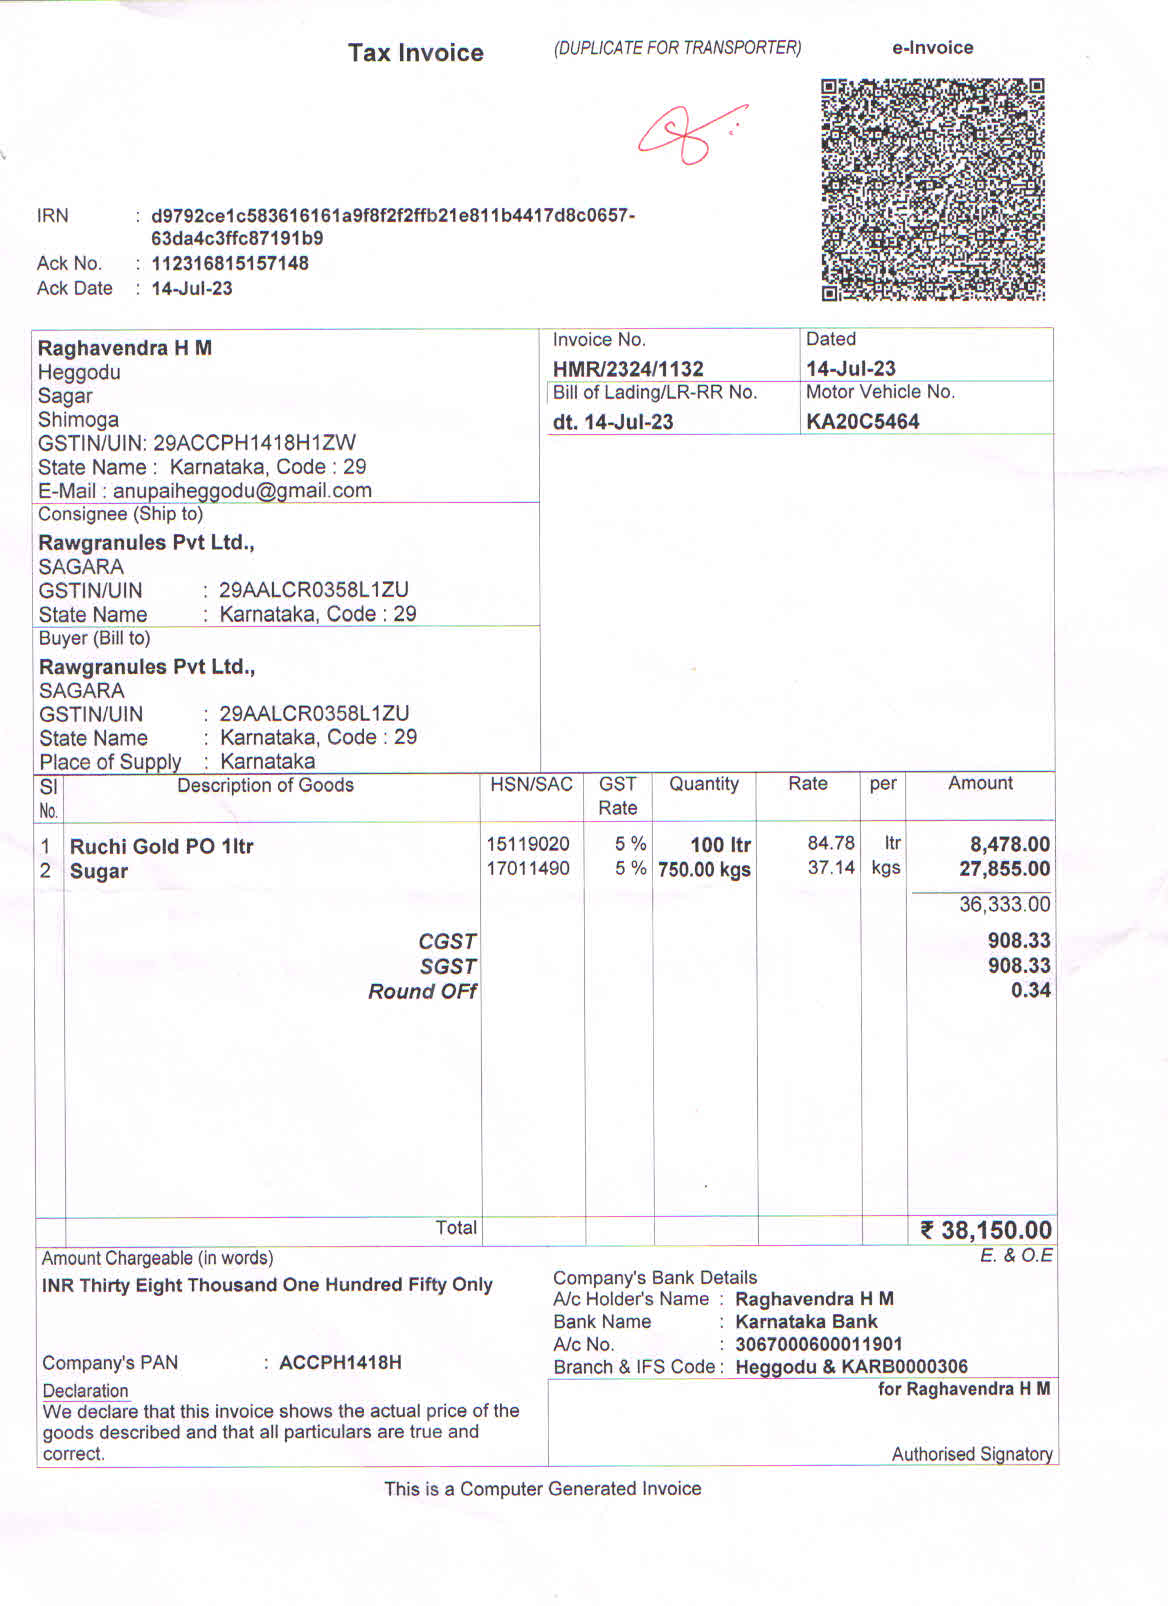 Tax Invoice
(DUPLICATE FOR TRANSPORTER)
e-Invoice
IRN : d9792ce1c583616161a9f8f2f2ffb21e811b4417d8c0657-
63da4c3ffc87191b9
Ack No. : 112316815157148
Ack Date : 14-Jul-23
Raghavendra H M
Heggodu
Sagar
Shimoga
GSTIN/UIN: 29ACCPH1418H1ZW
State Name : Karnataka, Code : 29
E-Mail : anupaiheggodu@gmail.com
Invoice No.
HMR/2324/1132
Dated
14-Jul-23
Bill of Lading/LR-RR No.
dt. 14-Jul-23
Motor Vehicle No.
KA20C5464
Consignee (Ship to)
Rawgranules Pvt Ltd.,
SAGARA
GSTIN/UIN : 29AALCR0358L1ZU
State Name : Karnataka, Code : 29
Buyer (Bill to)
Rawgranules Pvt Ltd.,
SAGARA
GSTIN/UIN : 29AALCR0358L1ZU
State Name : Karnataka, Code : 29
Place of Supply : Karnataka
Sl No. Description of Goods HSN/SAC GST Rate Quantity Rate per Amount
1 Ruchi Gold PO 1ltr 15119020 5 % 100 ltr 84.78 ltr 8,478.00
2 Sugar 17011490 5 % 750.00 kgs 37.14 kgs 27,855.00
36,333.00
CGST 908.33
SGST 908.33
Round OFf 0.34
Total ₹ 38,150.00
Amount Chargeable (in words) E. & O.E
INR Thirty Eight Thousand One Hundred Fifty Only
Company's Bank Details
A/c Holder's Name : Raghavendra H M
Bank Name : Karnataka Bank
A/c No. : 3067000600011901
Branch & IFS Code : Heggodu & KARB0000306
Company's PAN : ACCPH1418H
Declaration
We declare that this invoice shows the actual price of the
goods described and that all particulars are true and
correct.
for Raghavendra H M
Authorised Signatory
This is a Computer Generated Invoice